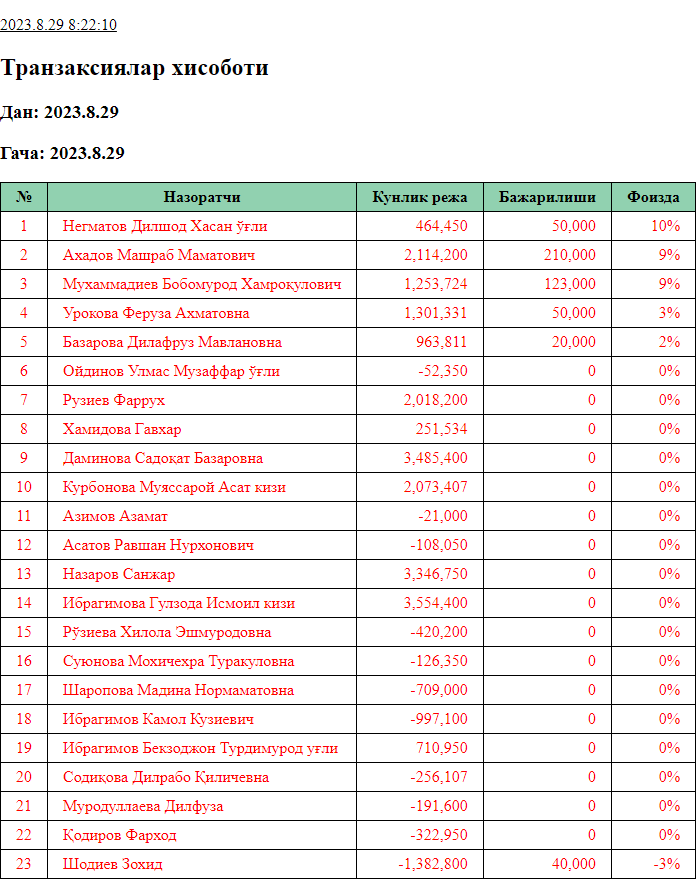 2023.8.29 8:22:10
Транзаксиялар хисоботи
Дан: 2023.8.29
Гача: 2023.8.29
№ Назоратчи Кунлик режа Бажарилиши Фоизда
1 Негматов Дилшод Хасан ўғли 464,450 50,000 10%
2 Ахадов Машраб Маматович 2,114,200 210,000 9%
3 Мухаммадиев Бобомурод Хамроқулович 1,253,724 123,000 9%
4 Урокова Феруза Ахматовна 1,301,331 50,000 3%
5 Базарова Дилафруз Мавлановна 963,811 20,000 2%
6 Ойдинов Улмас Музаффар ўғли -52,350 0 0%
7 Рузиев Фаррух 2,018,200 0 0%
8 Хамидова Гавхар 251,534 0 0%
9 Даминова Садоқат Базаровна 3,485,400 0 0%
10 Курбонова Муяссарой Асат кизи 2,073,407 0 0%
11 Азимов Азамат -21,000 0 0%
12 Асатов Равшан Нурхонович -108,050 0 0%
13 Назаров Санжар 3,346,750 0 0%
14 Ибрагимова Гулзода Исмоил кизи 3,554,400 0 0%
15 Рўзиева Хилола Эшмуродовна -420,200 0 0%
16 Суюнова Мохичехра Туракуловна -126,350 0 0%
17 Шаропова Мадина Нормаматовна -709,000 0 0%
18 Ибрагимов Камол Кузиевич -997,100 0 0%
19 Ибрагимов Бекзоджон Турдимурод уғли 710,950 0 0%
20 Содиқова Дилрабо Қиличевна -256,107 0 0%
21 Муродуллаева Дилфуза -191,600 0 0%
22 Қодиров Фарход -322,950 0 0%
23 Шодиев Зохид -1,382,800 40,000 -3%